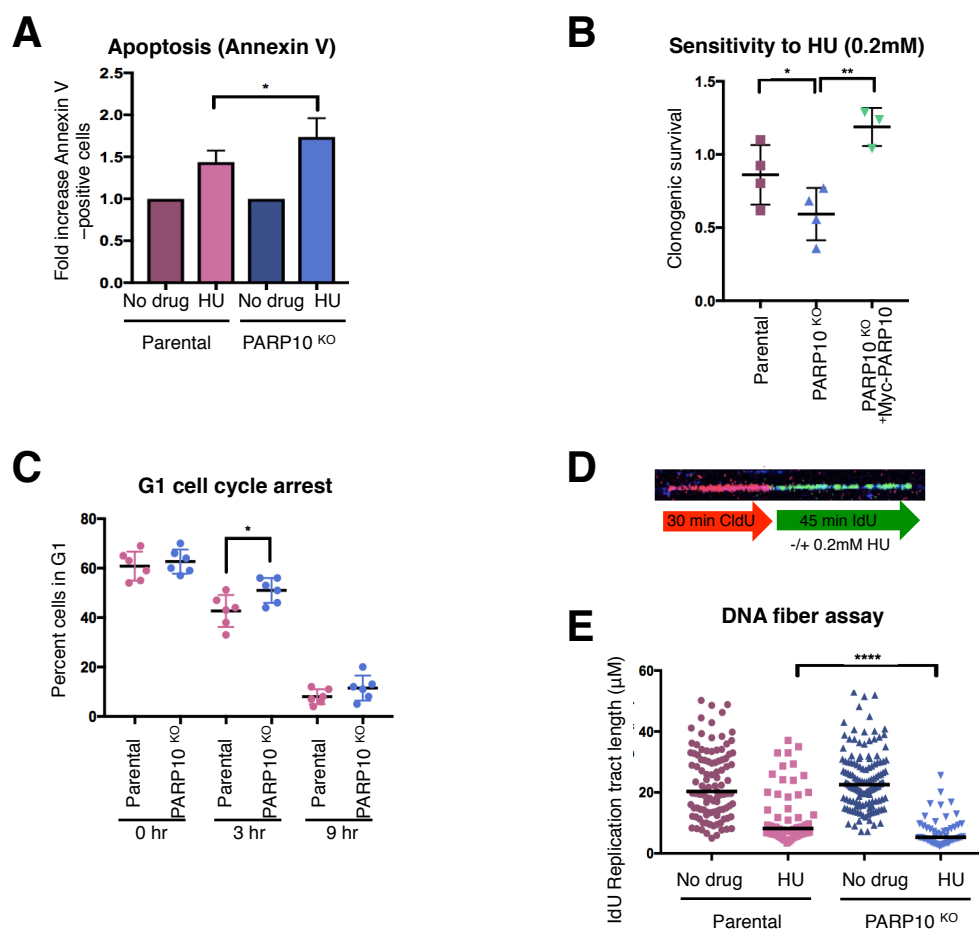 A
Apoptosis (Annexin V)
Fold increase Annexin V
–positive cells
2.5
2.0
1.5
1.0
0.5
0.0
*
No drug HU No drug HU
Parental PARP10 KO
B
Sensitivity to HU (0.2mM)
Clonogenic survival
1.5
1.0
0.5
0.0
* **
Parental
PARP10 KO
PARP10 KO
+Myc-PARP10
C
G1 cell cycle arrest
Percent cells in G1
80
60
40
20
0
*
Parental
PARP10 KO
Parental
PARP10 KO
Parental
PARP10 KO
0 hr 3 hr 9 hr
D
30 min CldU 45 min IdU
-/+ 0.2mM HU
E
DNA fiber assay
IdU Replication tract length (µM)
60
40
20
0
****
No drug HU No drug HU
Parental PARP10 KO